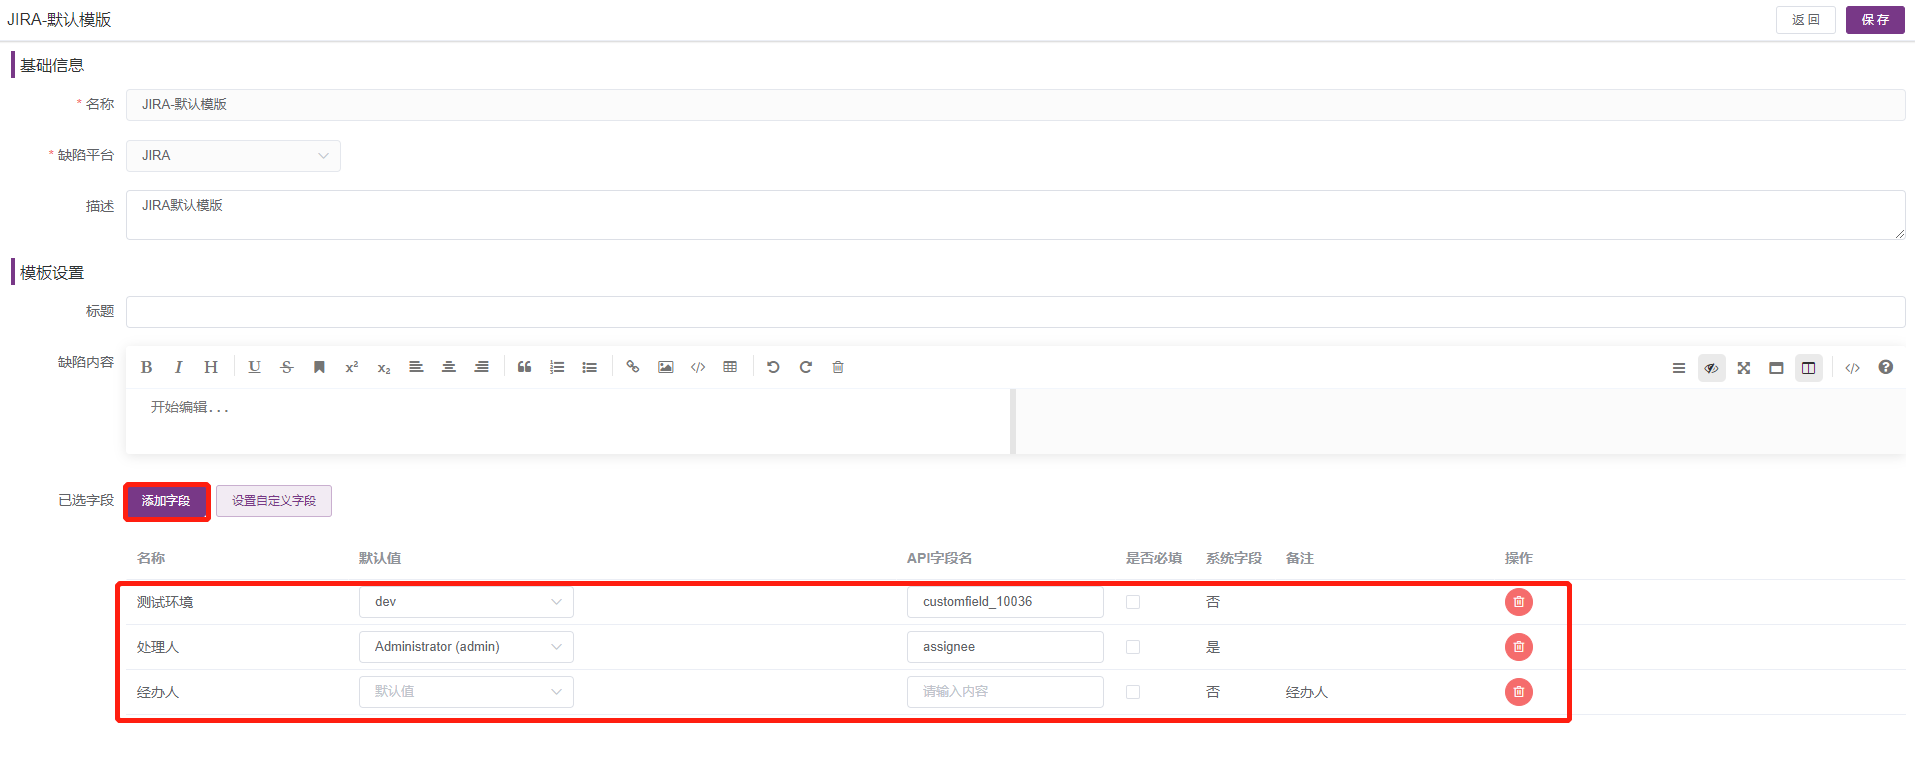 JIRA-默认模版
返 回
保 存
基础信息
* 名称
JIRA-默认模版
* 缺陷平台
JIRA
描述
JIRA默认模版
模板设置
标题
缺陷内容
B I H U S x² x₂
开始编辑...
已选字段
添加字段
设置自定义字段
名称 默认值 API字段名 是否必填 系统字段 备注 操作
测试环境 dev customfield_10036 否
处理人 Administrator (admin) assignee 是
经办人 默认值 请输入内容 否 经办人